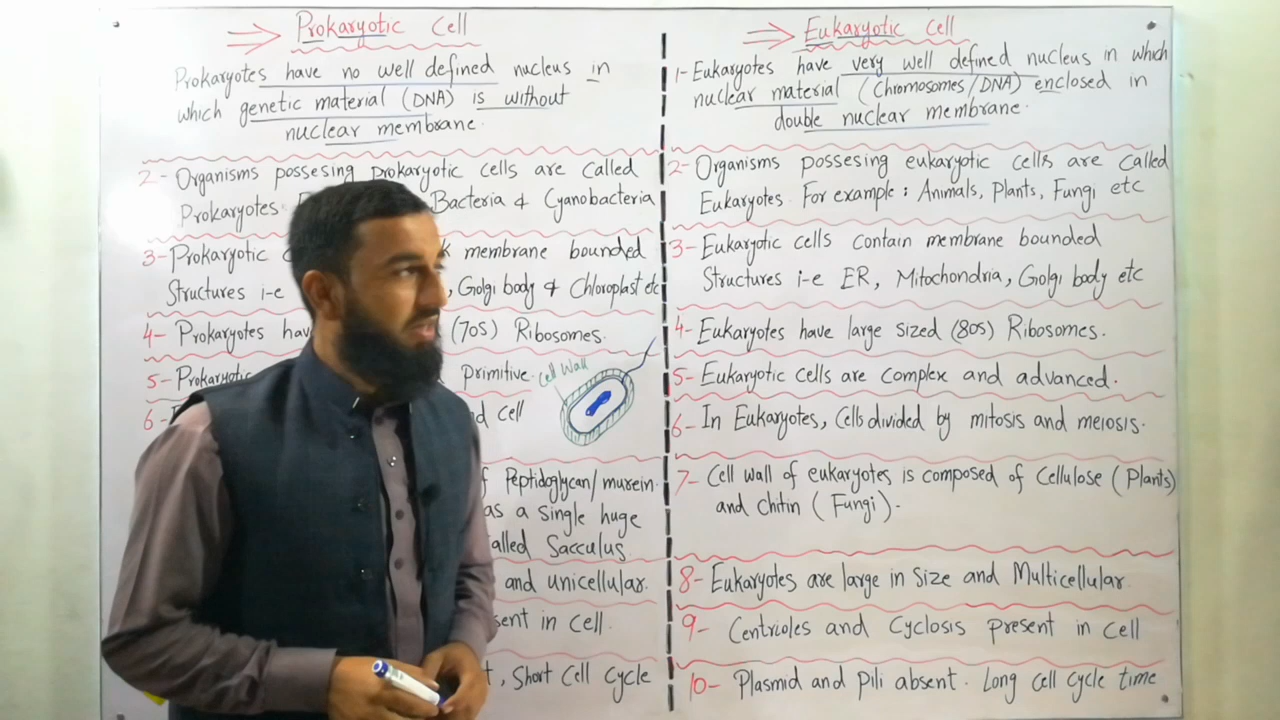 Prokaryotic Cell
Prokaryotes have no well defined nucleus in
which genetic material (DNA) is without
nuclear membrane.
2- Organisms possesing prokaryotic cells are called
Prokaryotes. Bacteria & Cyanobacteria
3- Prokaryotic membrane bounded
Structures i-e , Golgi body & Chloroplast etc
4- Prokaryotes (70s) Ribosomes.
5- primitive.
6- cell
Cell Wall
Peptidoglycan/murein.
as a single huge
Sacculus
and unicellular.
in cell.
, Short Cell Cycle
Eukaryotic Cell
1- Eukaryotes have very well defined nucleus in which
nuclear material (Chromosomes/DNA) enclosed in
double nuclear membrane.
2- Organisms possesing eukaryotic cells are called
Eukaryotes. For example: Animals, Plants, Fungi etc
3- Eukaryotic cells contain membrane bounded
Structures i-e ER, Mitochondria, Golgi body etc
4- Eukaryotes have large sized (80s) Ribosomes.
5- Eukaryotic cells are complex and advanced.
6- In Eukaryotes, Cells divided by mitosis and meiosis.
7- Cell wall of eukaryotes is composed of Cellulose (Plants)
and chitin (Fungi).
8- Eukaryotes are large in size and Multicellular.
9- Centrioles and Cyclosis present in cell
10- Plasmid and Pili absent. Long cell cycle time